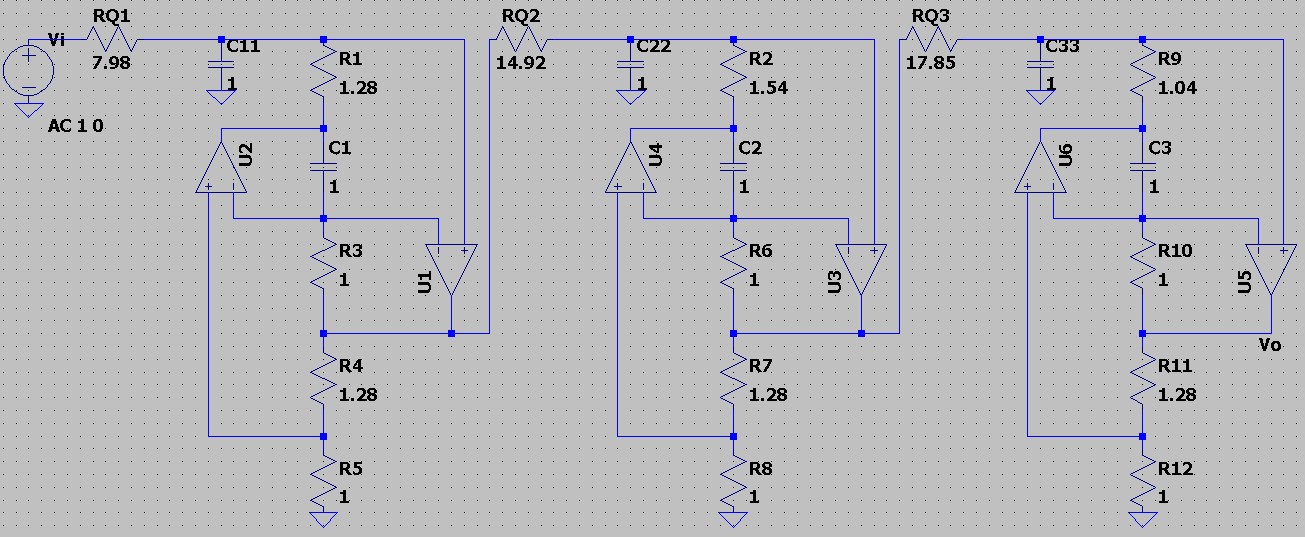 RQ1
Vi
7.98
AC 1 0
C11
1
R1
1.28
U2
C1
1
R3
1
U1
R4
1.28
R5
1
RQ2
14.92
C22
1
R2
1.54
U4
C2
1
R6
1
U3
R7
1.28
R8
1
RQ3
17.85
C33
1
R9
1.04
U6
C3
1
R10
1
U5
Vo
R11
1.28
R12
1